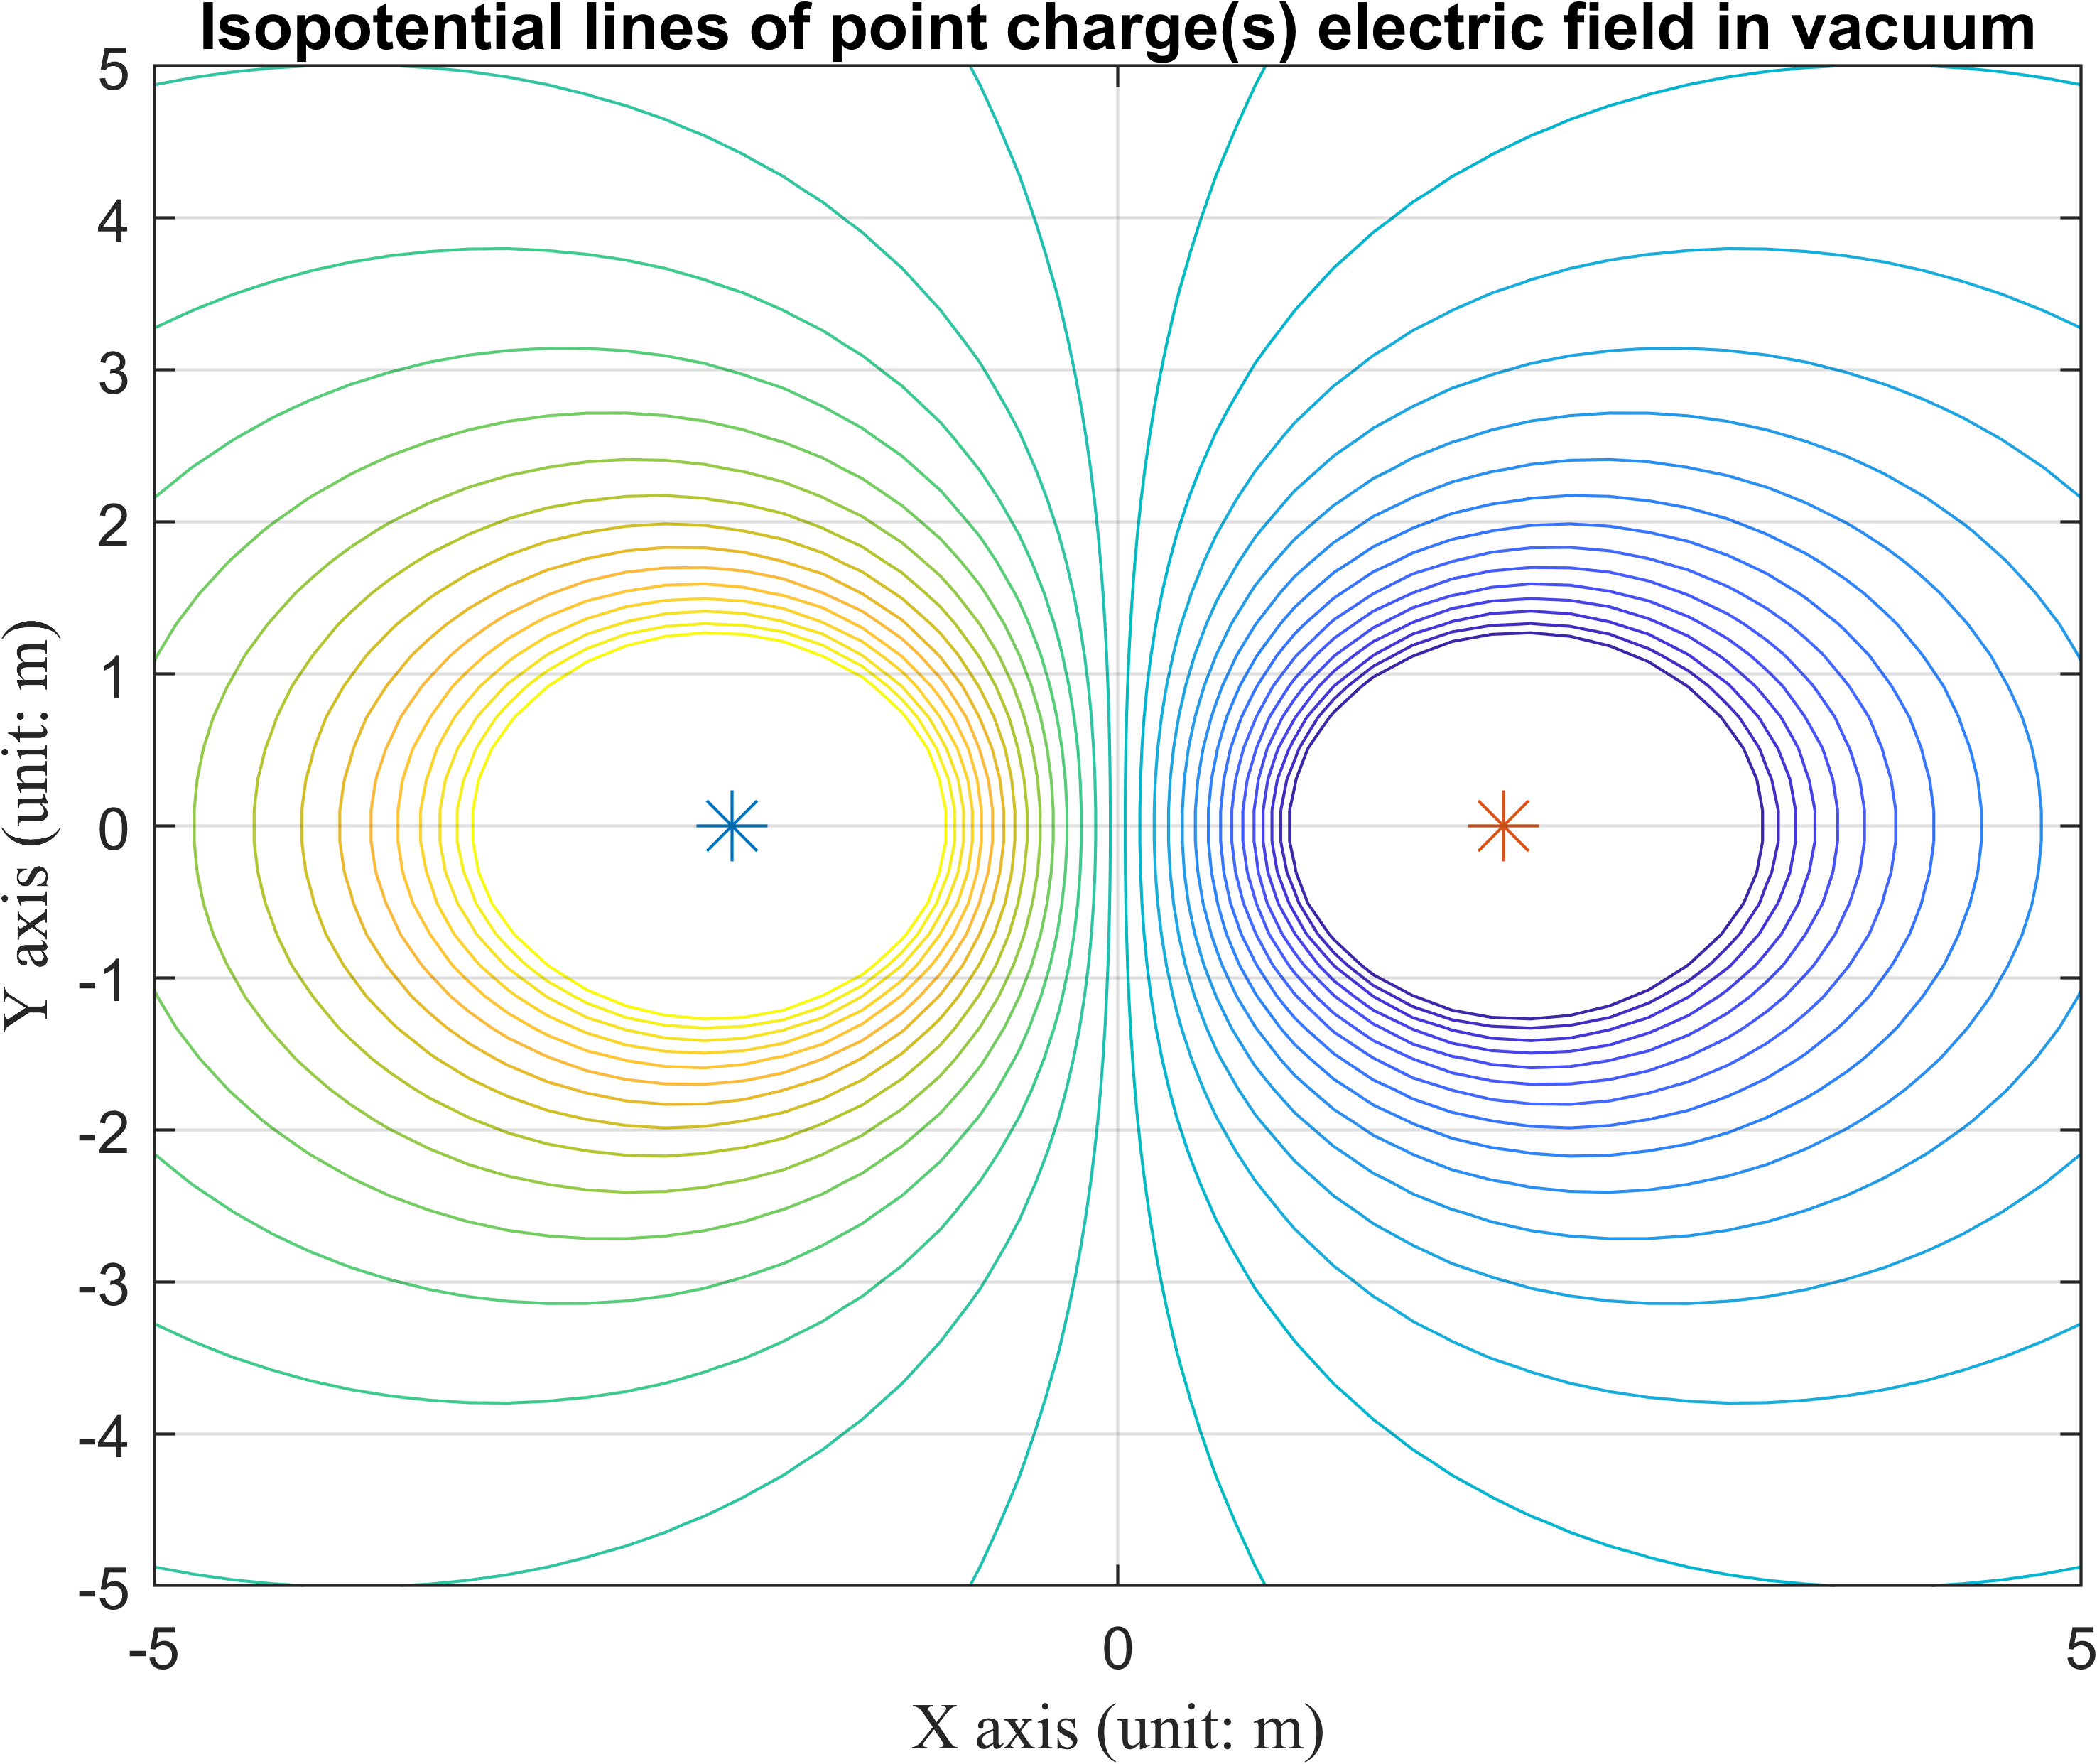 Isopotential lines of point charge(s) electric field in vacuum
5
4
3
2
1
0
-1
-2
-3
-4
-5
Y axis (unit: m)
-5 0 5
X axis (unit: m)